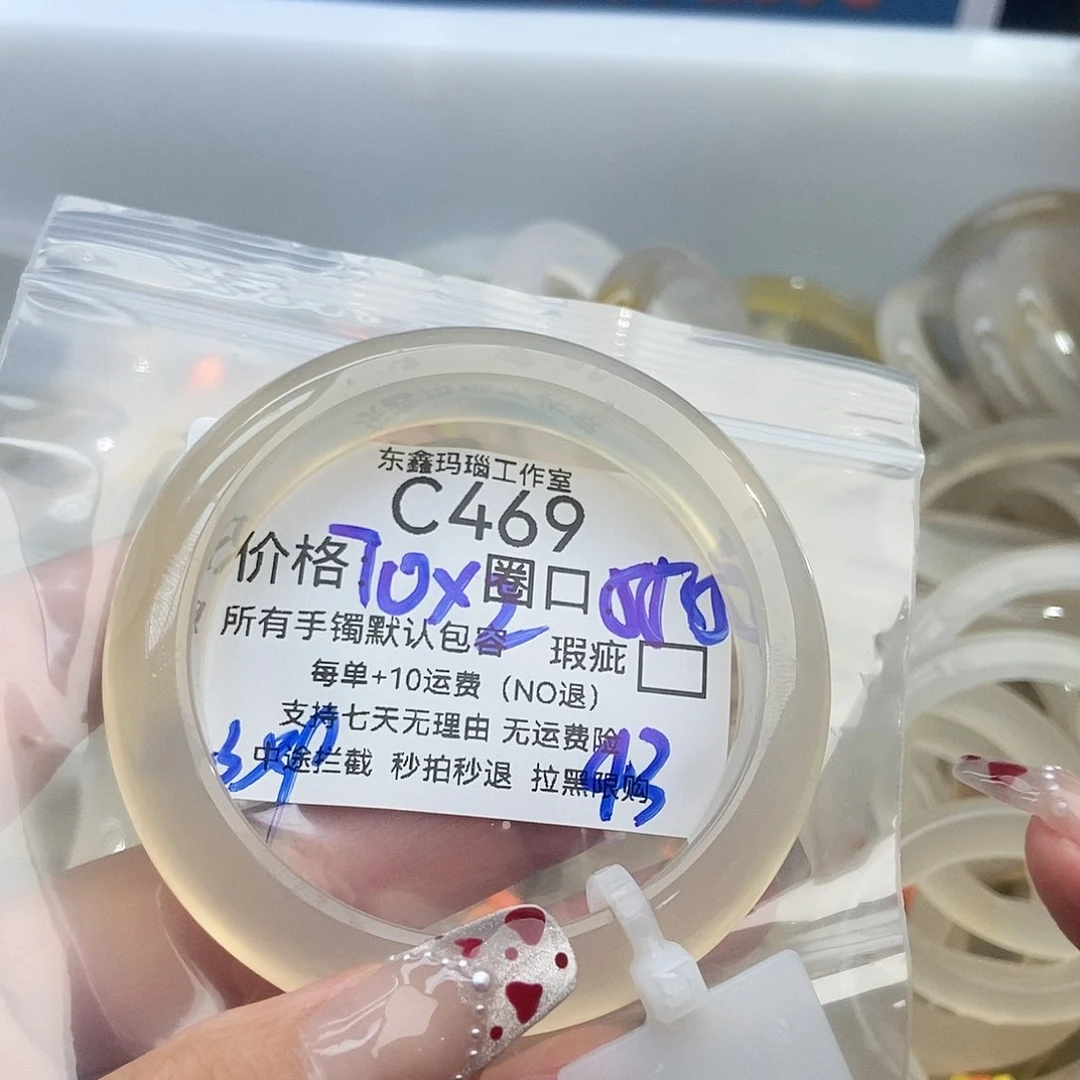 东鑫玛瑙工作室
C469
价格 70x2 圈口
所有手镯默认包容 瑕疵
每单+10运费（NO退）
支持七天无理由 无运费险
中途拦截 秒拍秒退 拉黑限购
93